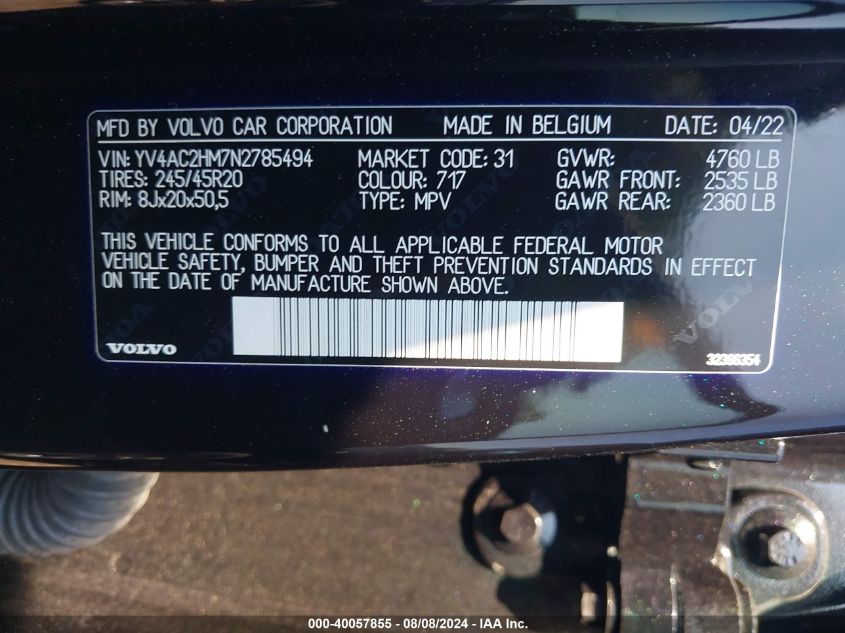 MFD BY VOLVO CAR CORPORATION MADE IN BELGIUM DATE: 04/22
VIN: YV4AC2HM7N2785494 MARKET CODE: 31 GVWR: 4760 LB
TIRES: 245/45R20 COLOUR: 717 GAWR FRONT: 2535 LB
RIM: 8Jx20x50,5 TYPE: MPV GAWR REAR: 2360 LB
THIS VEHICLE CONFORMS TO ALL APPLICABLE FEDERAL MOTOR
VEHICLE SAFETY, BUMPER AND THEFT PREVENTION STANDARDS IN EFFECT
ON THE DATE OF MANUFACTURE SHOWN ABOVE.
VOLVO 32366354
000-40057855 - 08/08/2024 - IAA Inc.